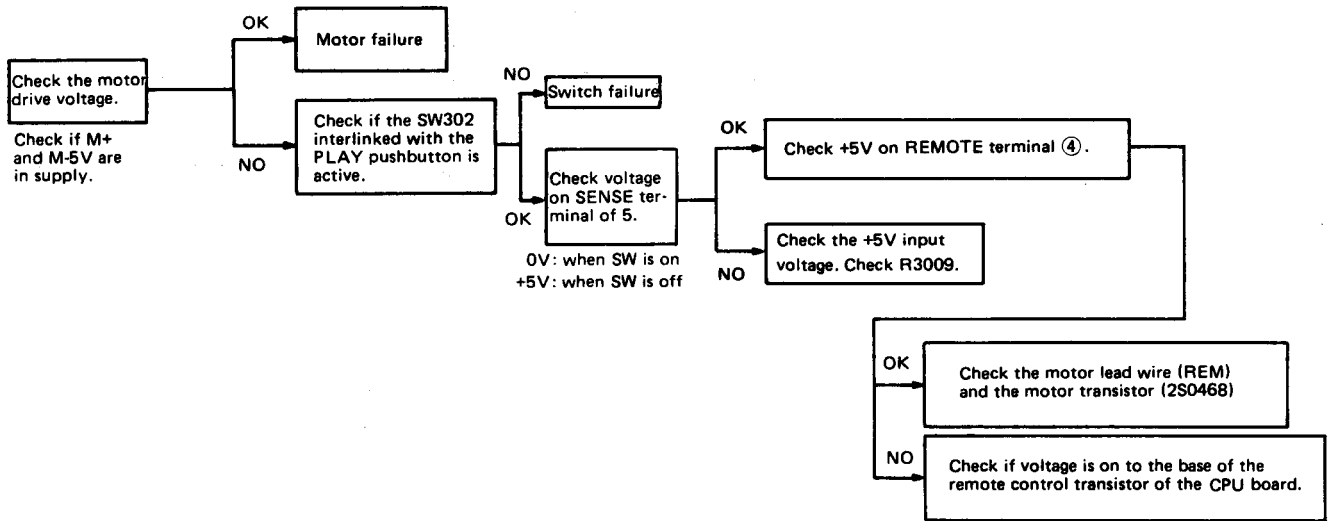 Check the motor
drive voltage.
Check if M+
and M-5V are
in supply.
OK
Motor failure
NO
Check if the SW302
interlinked with the
PLAY pushbutton is
active.
NO
Switch failure
OK
Check voltage
on SENSE ter-
minal of 5.
0V: when SW is on
+5V: when SW is off
OK
Check +5V on REMOTE terminal ④.
NO
Check the +5V input
voltage. Check R3009.
OK
Check the motor lead wire (REM)
and the motor transistor (2S0468)
NO
Check if voltage is on to the base of the
remote control transistor of the CPU board.